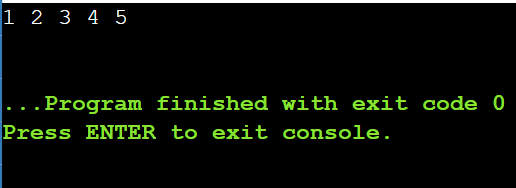 1 2 3 4 5
...Program finished with exit code 0
Press ENTER to exit console.